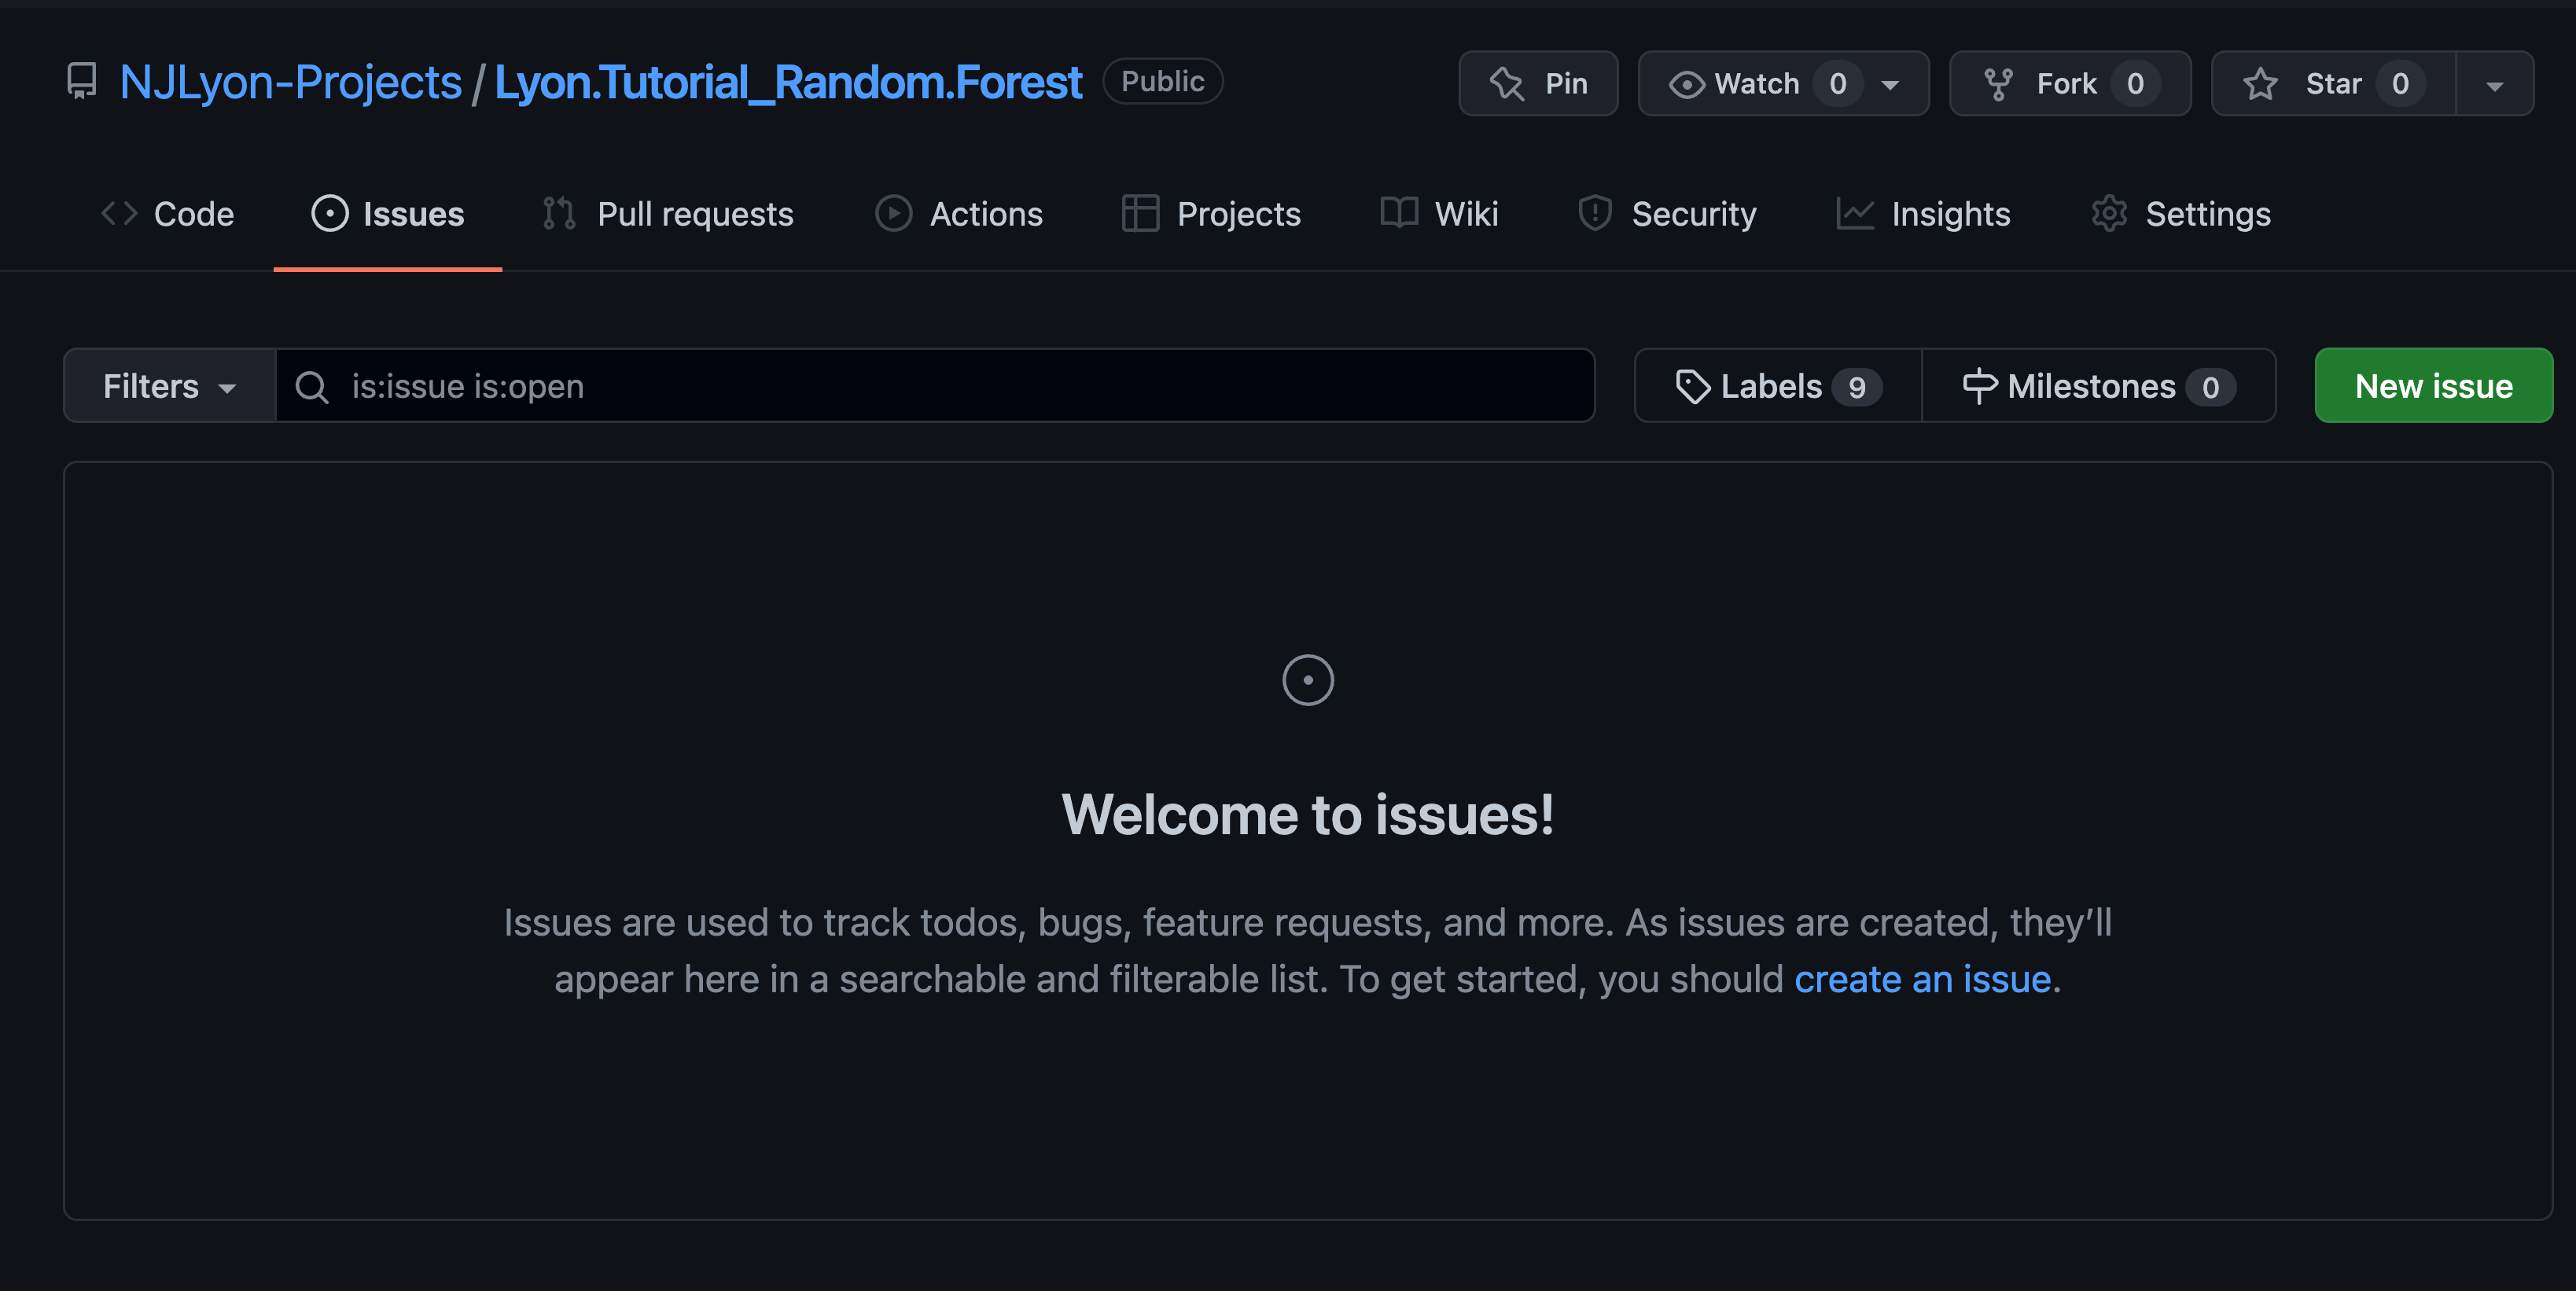 NJLyon-Projects / Lyon.Tutorial_Random.Forest Public Pin Watch 0 Fork 0 Star 0
Code Issues Pull requests Actions Projects Wiki Security Insights Settings
Filters is:issue is:open Labels 9 Milestones 0 New issue
Welcome to issues!
Issues are used to track todos, bugs, feature requests, and more. As issues are created, they’ll
appear here in a searchable and filterable list. To get started, you should create an issue.